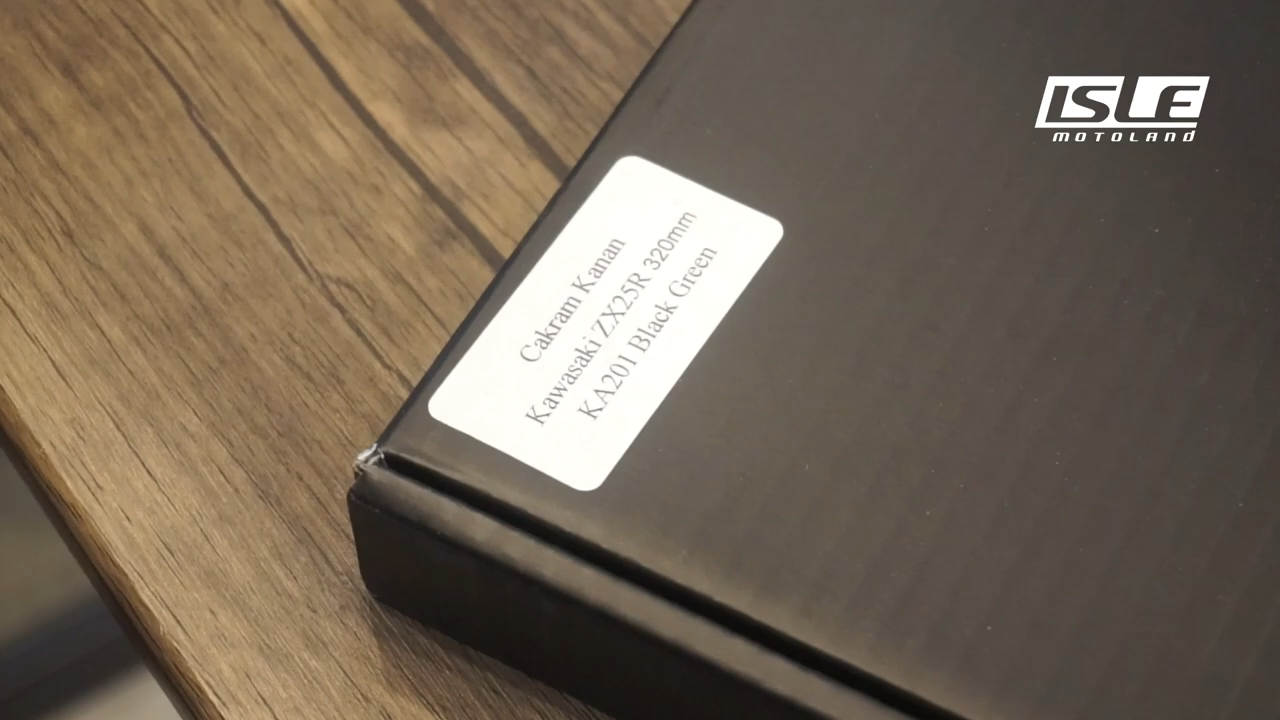 ISLE
MOTOLAND
Cakram Kanan
Kawasaki ZX25R 320mm
KA201 Black Green